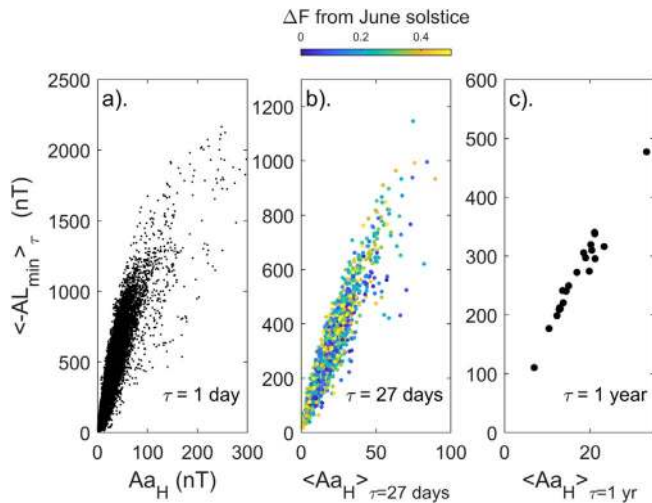 ΔF from June solstice
0 0.2 0.4
a).
b).
c).
<-AL_min>_τ (nT)
2500
2000
1500
1000
500
0
1200
1000
800
600
400
200
0
600
500
400
300
200
100
0
τ = 1 day
τ = 27 days
τ = 1 year
0 100 200 300
0 50 100
0 20
Aa_H (nT)
<Aa_H>_τ=27 days
<Aa_H>_τ=1 yr